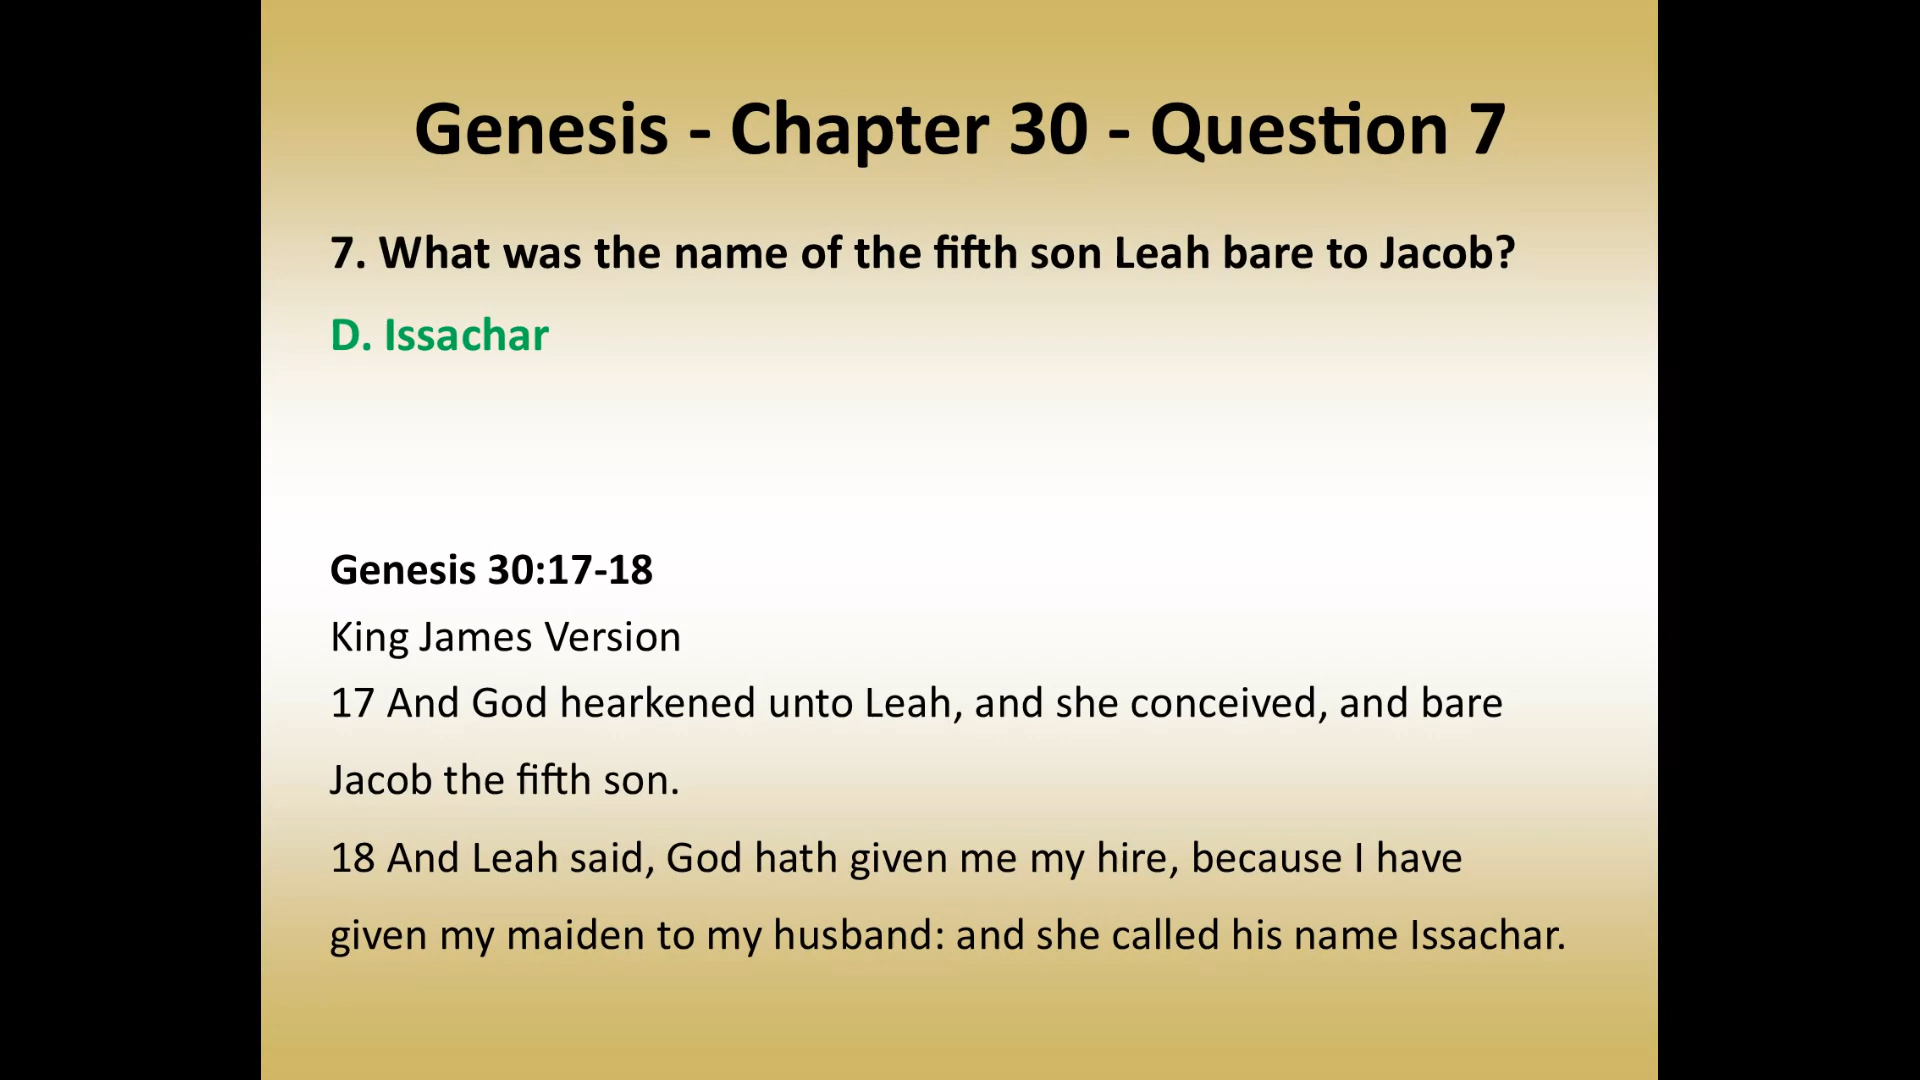 Genesis - Chapter 30 - Question 7
7. What was the name of the fifth son Leah bare to Jacob?
D. Issachar
Genesis 30:17-18
King James Version
17 And God hearkened unto Leah, and she conceived, and bare
Jacob the fifth son.
18 And Leah said, God hath given me my hire, because I have
given my maiden to my husband: and she called his name Issachar.